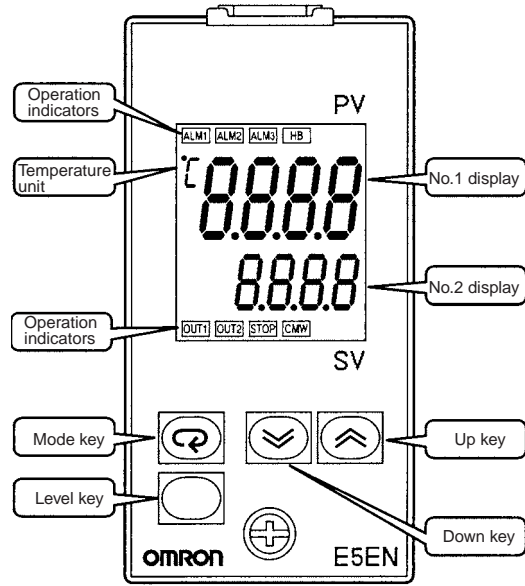 Operation
indicators
PV
ALM1 ALM2 ALM3 HB
Temperature
unit
°C
8.8.8.8
No.1 display
8.8.8.8
No.2 display
Operation
indicators
OUT1 OUT2 STOP CMW
SV
Mode key
Up key
Level key
Down key
OMRON
E5EN